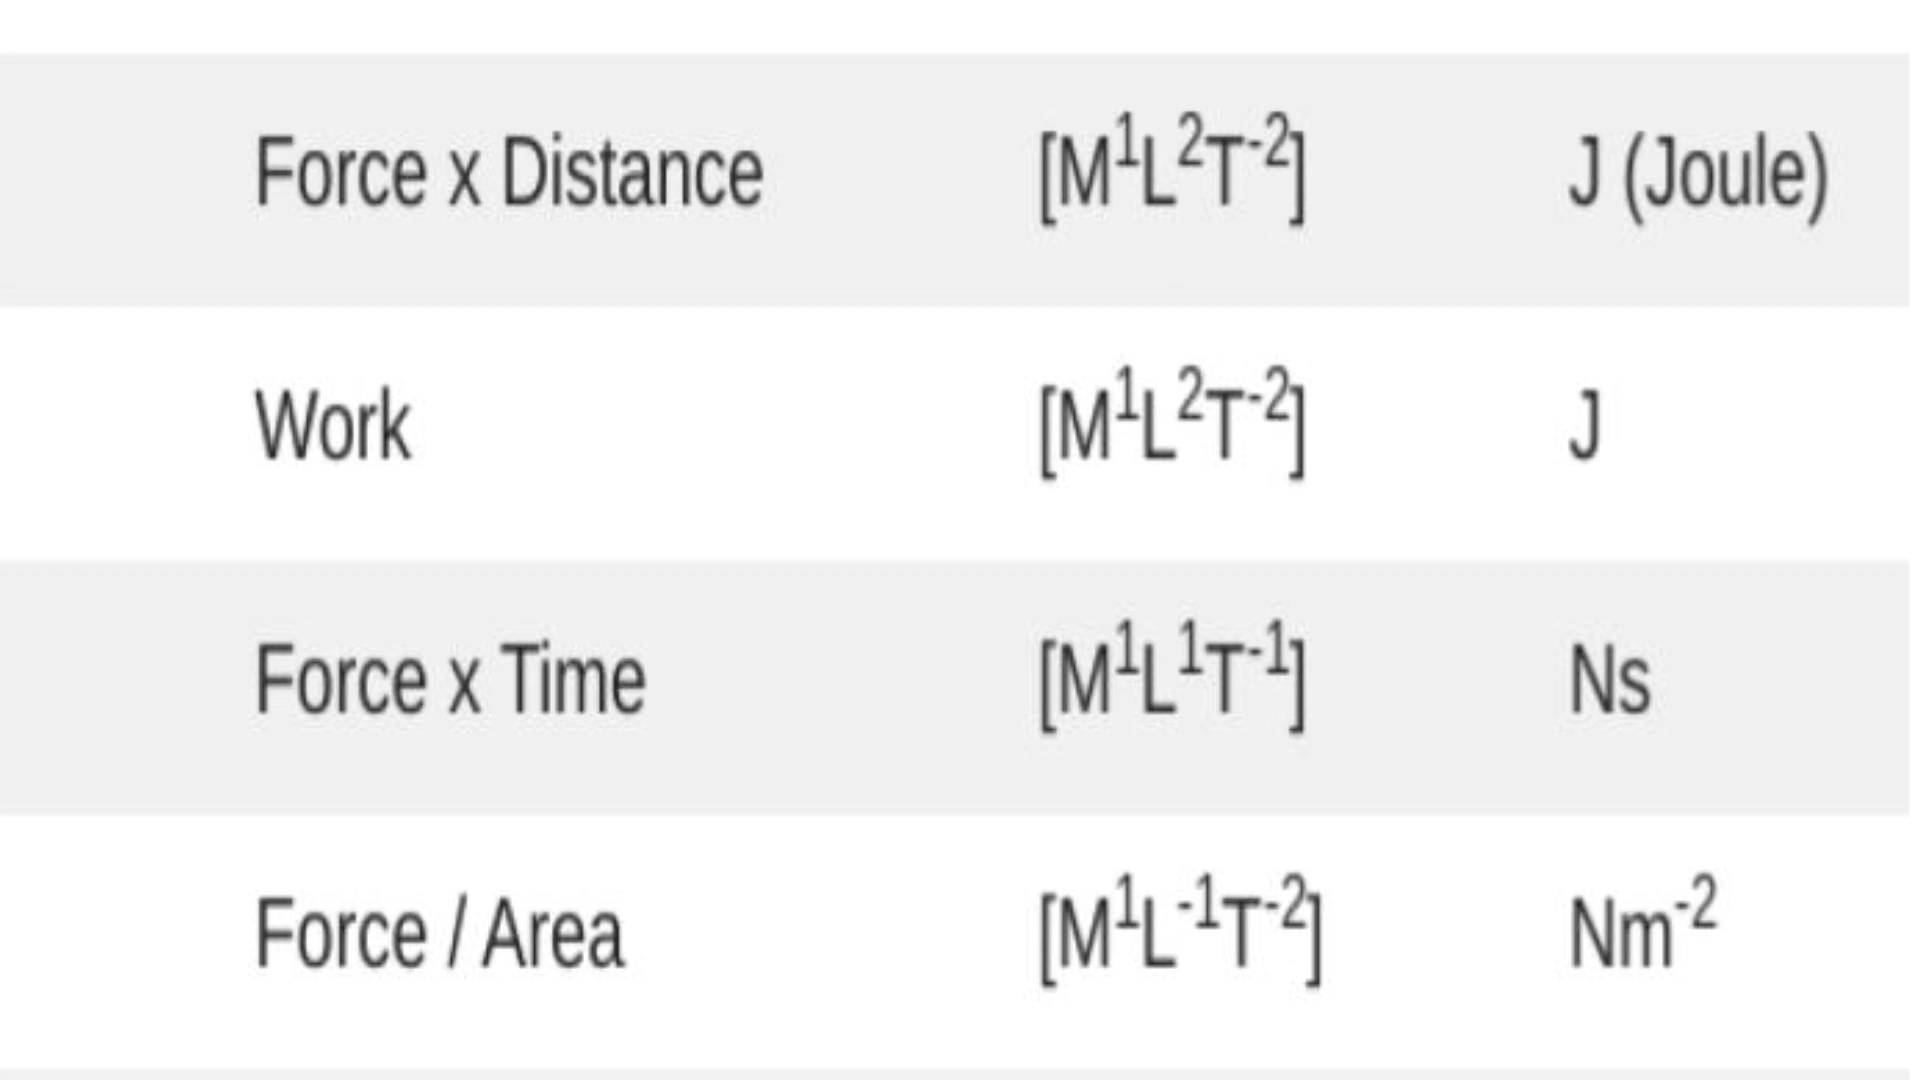 Force x Distance [M¹L²T⁻²] J (Joule)
Work [M¹L²T⁻²] J
Force x Time [M¹L¹T⁻¹] Ns
Force / Area [M¹L⁻¹T⁻²] Nm⁻²